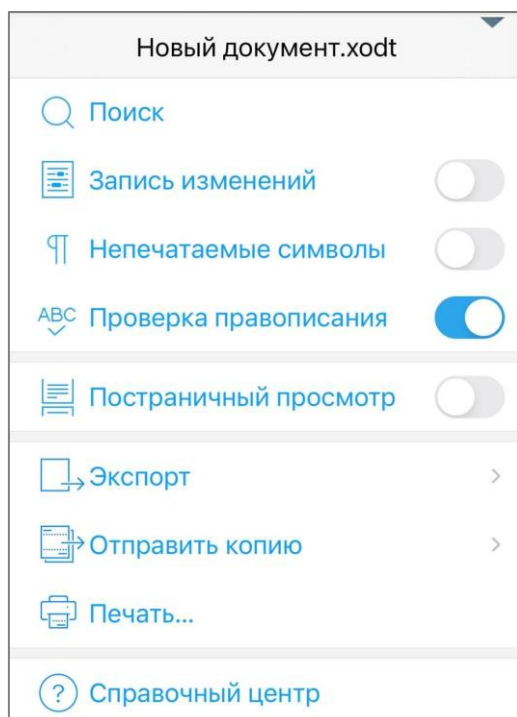 Новый документ.xodt
Поиск
Запись изменений
Непечатаемые символы
ABC Проверка правописания
Постраничный просмотр
Экспорт
Отправить копию
Печать...
? Справочный центр